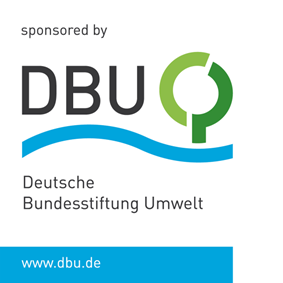 sponsored by
DBU
Deutsche
Bundesstiftung Umwelt
www.dbu.de